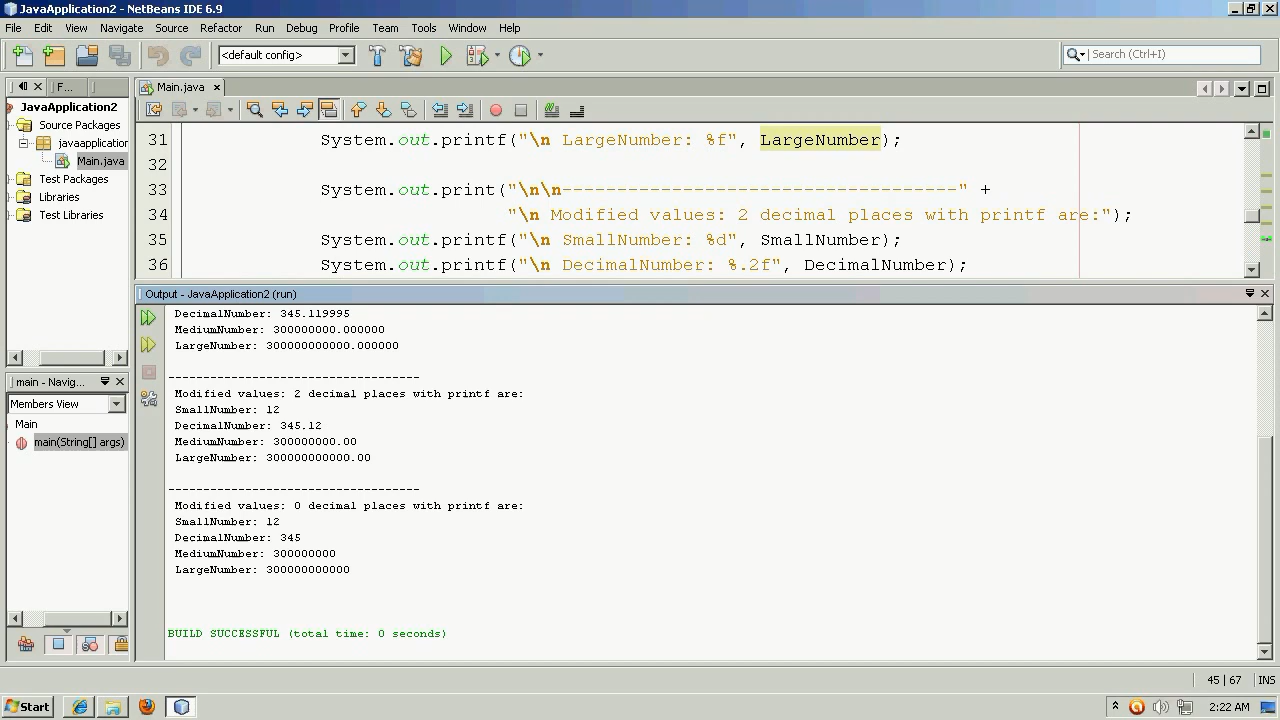 JavaApplication2 - NetBeans IDE 6.9
File Edit View Navigate Source Refactor Run Debug Profile Team Tools Window Help
<default config>
Search (Ctrl+I)
F...
Main.java
JavaApplication2
Source Packages
javaapplication
Main.java
Test Packages
Libraries
Test Libraries
31 System.out.printf("\n LargeNumber: %f", LargeNumber);
32
33 System.out.print("\n\n------------------------------------" +
34 "\n Modified values: 2 decimal places with printf are:");
35 System.out.printf("\n SmallNumber: %d", SmallNumber);
36 System.out.printf("\n DecimalNumber: %.2f", DecimalNumber);
main - Navig...
Members View
Main
main(String[] args)
Output - JavaApplication2 (run)
DecimalNumber: 345.119995
MediumNumber: 300000000.000000
LargeNumber: 300000000000.000000
------------------------------------
Modified values: 2 decimal places with printf are:
SmallNumber: 12
DecimalNumber: 345.12
MediumNumber: 300000000.00
LargeNumber: 300000000000.00
------------------------------------
Modified values: 0 decimal places with printf are:
SmallNumber: 12
DecimalNumber: 345
MediumNumber: 300000000
LargeNumber: 300000000000
BUILD SUCCESSFUL (total time: 0 seconds)
45 | 67 INS
Start
2:22 AM